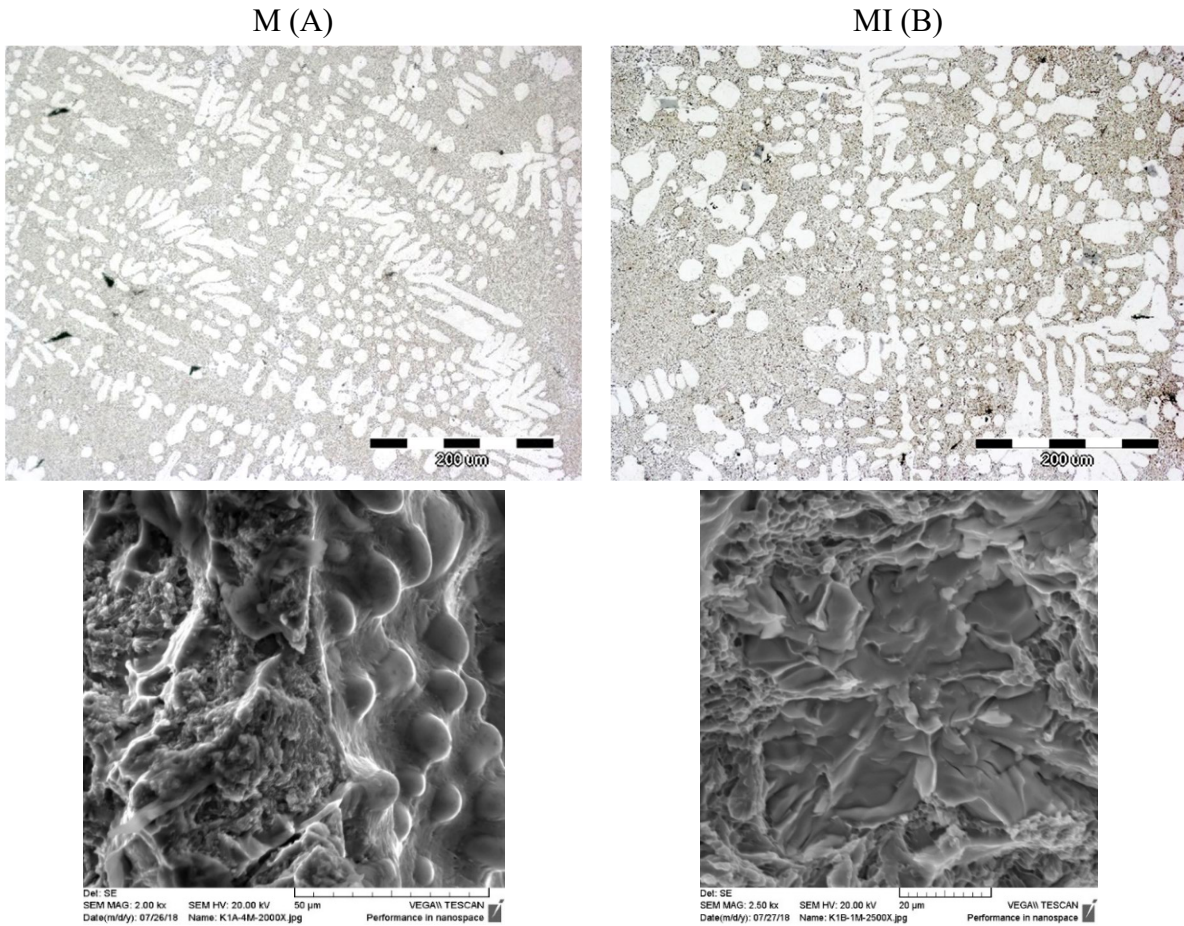 M (A)
MI (B)
200 um
200 um
Det: SE
SEM MAG: 2.00 kx
SEM HV: 20.00 kV
50 µm
VEGA\\ TESCAN
Date(m/d/y): 07/26/18
Name: K1A-4M-2000X.jpg
Performance in nanospace
Det: SE
SEM MAG: 2.50 kx
SEM HV: 20.00 kV
20 µm
VEGA\\ TESCAN
Date(m/d/y): 07/27/18
Name: K1B-1M-2500X.jpg
Performance in nanospace